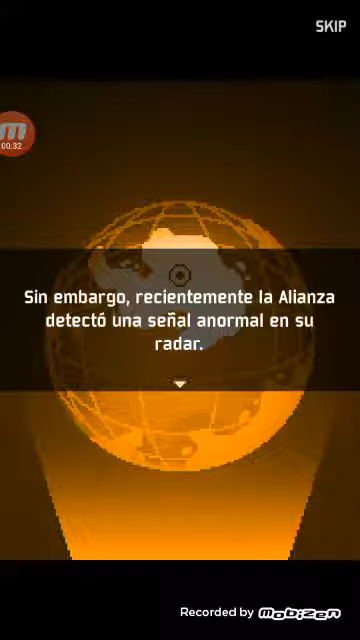 SKIP
00:32
Sin embargo, recientemente la Alianza
detectó una señal anormal en su
radar.
Recorded by mobizen